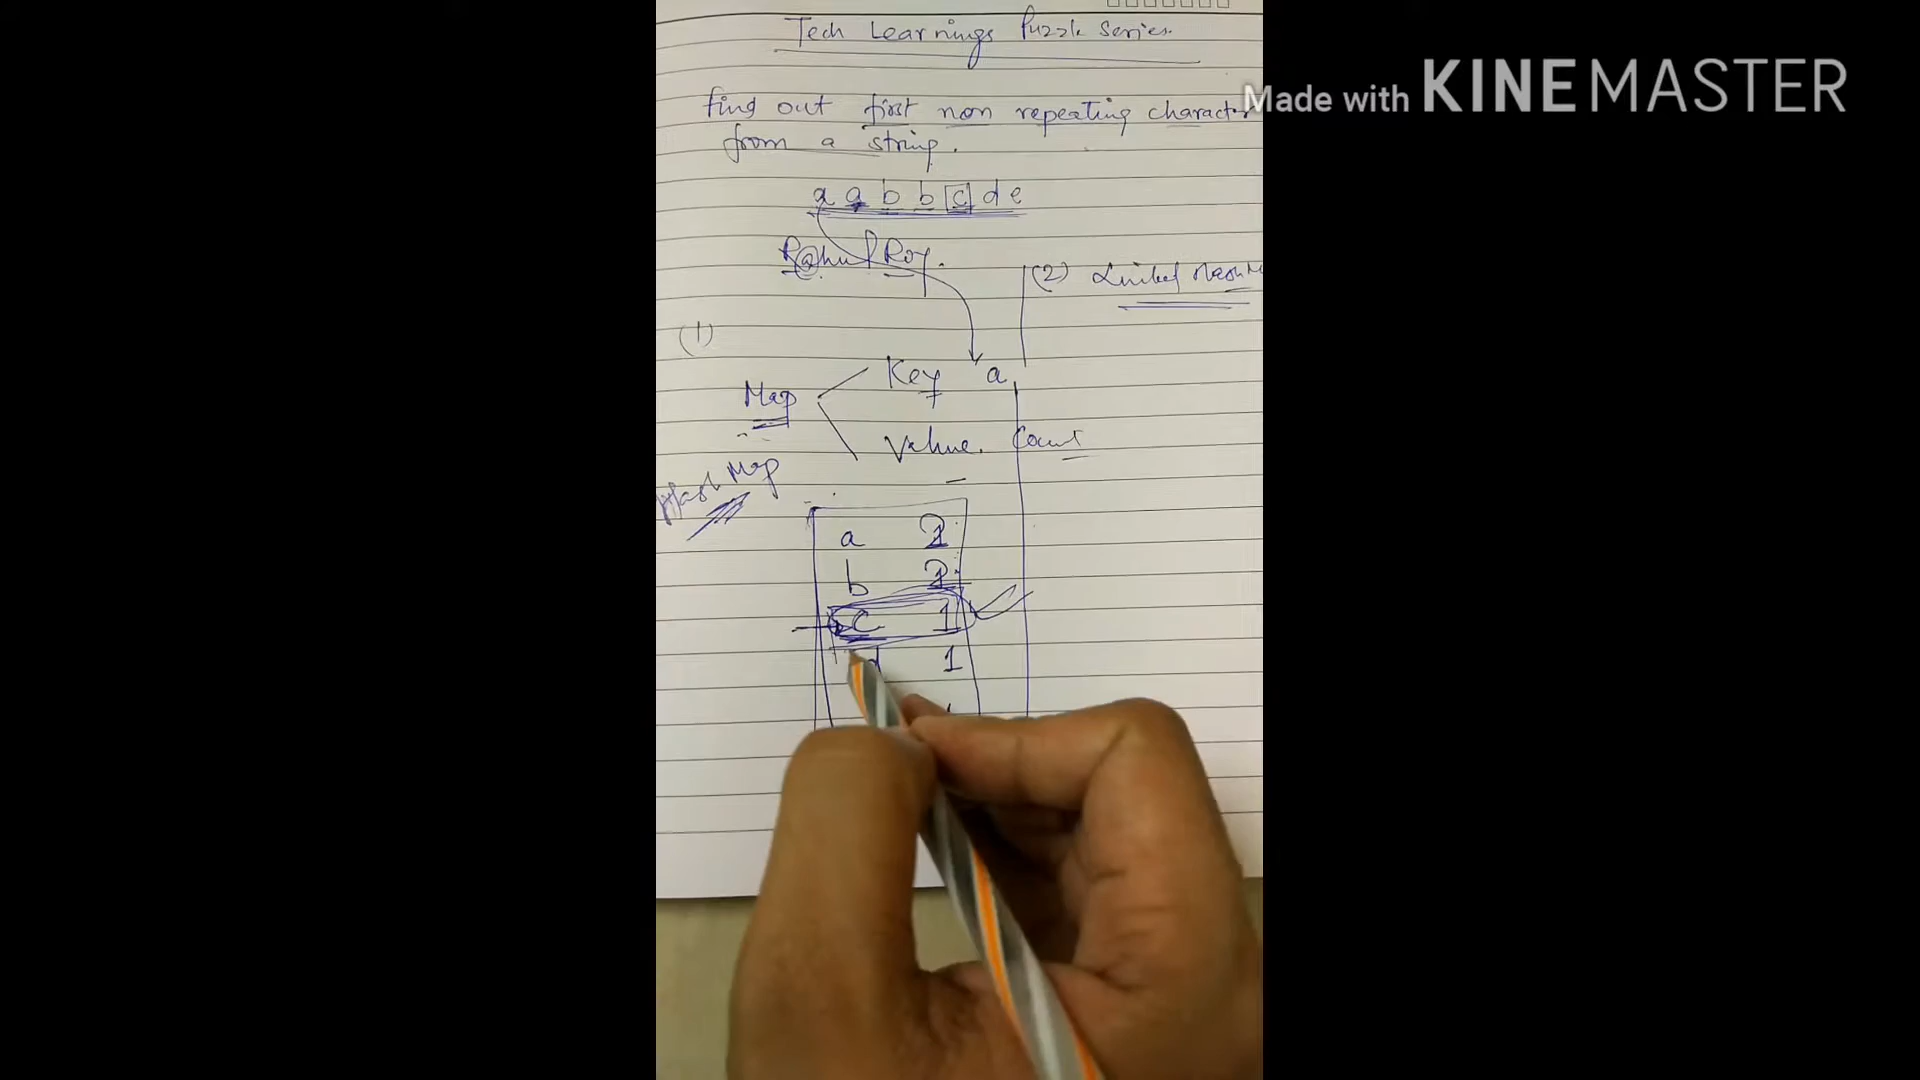 Tech Learnings Puzzle Series.
Made with KINEMASTER
find out first non repeating character
from a string.
a a b b c d e
Rahul Roy.
(2) Linked HashM
(1)
Key a
Map
Value. Count
Hash Map
a 2
b 2
c 1
d 1